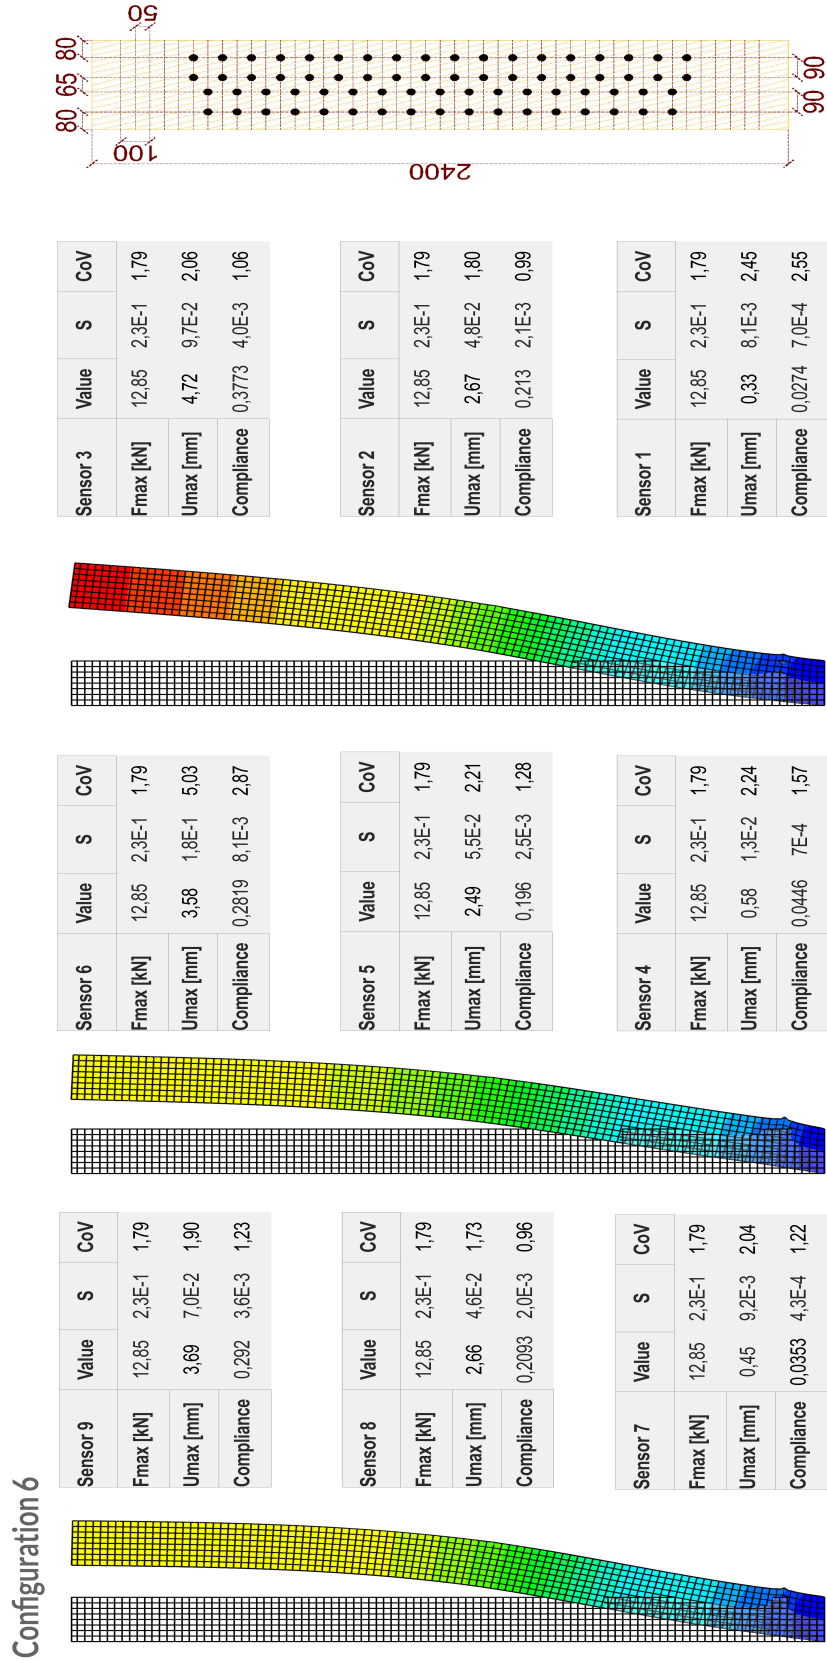 Configuration 6
Sensor 9 Value S CoV
Fmax [kN] 12,85 2,3E-1 1,79
Umax [mm] 3,69 7,0E-2 1,90
Compliance 0,292 3,6E-3 1,23
Sensor 6 Value S CoV
Fmax [kN] 12,85 2,3E-1 1,79
Umax [mm] 3,58 1,8E-1 5,03
Compliance 0,2819 8,1E-3 2,87
Sensor 3 Value S CoV
Fmax [kN] 12,85 2,3E-1 1,79
Umax [mm] 4,72 9,7E-2 2,06
Compliance 0,3773 4,0E-3 1,06
Sensor 8 Value S CoV
Fmax [kN] 12,85 2,3E-1 1,79
Umax [mm] 2,66 4,6E-2 1,73
Compliance 0,2093 2,0E-3 0,96
Sensor 5 Value S CoV
Fmax [kN] 12,85 2,3E-1 1,79
Umax [mm] 2,49 5,5E-2 2,21
Compliance 0,196 2,5E-3 1,28
Sensor 2 Value S CoV
Fmax [kN] 12,85 2,3E-1 1,79
Umax [mm] 2,67 4,8E-2 1,80
Compliance 0,213 2,1E-3 0,99
Sensor 7 Value S CoV
Fmax [kN] 12,85 2,3E-1 1,79
Umax [mm] 0,45 9,2E-3 2,04
Compliance 0,0353 4,3E-4 1,22
Sensor 4 Value S CoV
Fmax [kN] 12,85 2,3E-1 1,79
Umax [mm] 0,58 1,3E-2 2,24
Compliance 0,0446 7E-4 1,57
Sensor 1 Value S CoV
Fmax [kN] 12,85 2,3E-1 1,79
Umax [mm] 0,33 8,1E-3 2,45
Compliance 0,0274 7,0E-4 2,55
80
65
80
50
100
2400
90
90